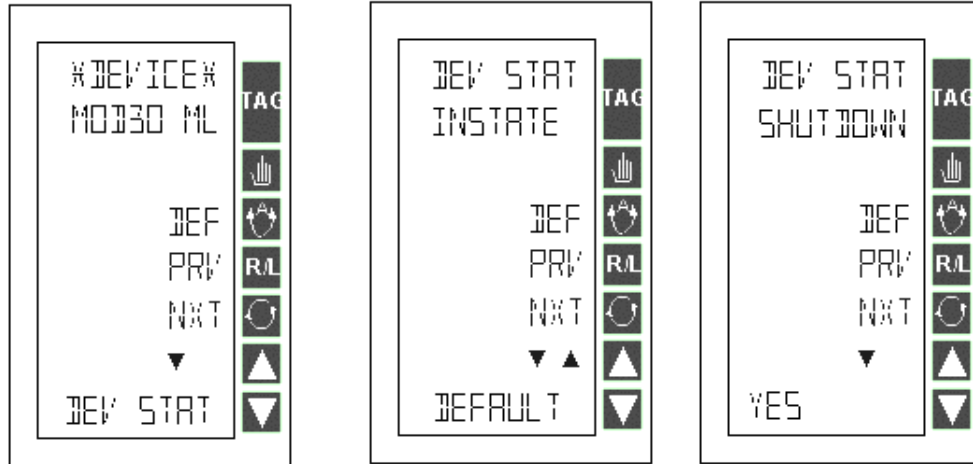 *DEVICE*
MOD30 ML
DEF
PRV
NXT
DEV STAT
TAG
R/L
DEV STAT
INSTATE
DEF
PRV
NXT
DEFAULT
TAG
R/L
DEV STAT
SHUTDOWN
DEF
PRV
NXT
YES
TAG
R/L